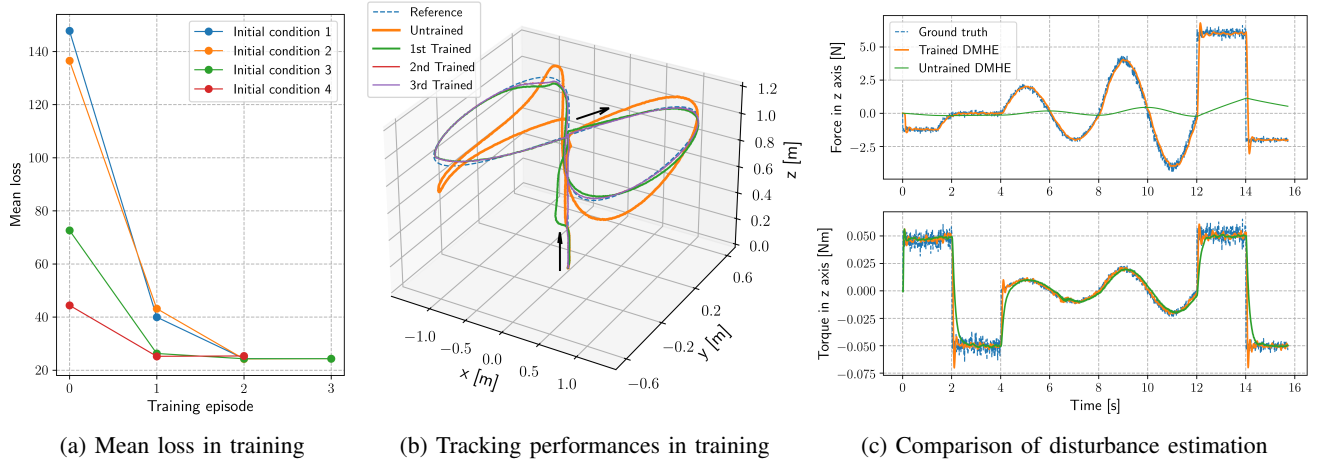 Mean loss
140
120
100
80
60
40
20
0
1
2
3
Training episode
Initial condition 1
Initial condition 2
Initial condition 3
Initial condition 4
(a) Mean loss in training
Reference
Untrained
1st Trained
2nd Trained
3rd Trained
1.2
1.0
0.8
0.6
0.4
0.2
0.0
z [m]
0.6
0.2
−0.2
−0.6
y [m]
−1.0
−0.5
0.0
0.5
1.0
x [m]
(b) Tracking performances in training
Force in z axis [N]
5.0
2.5
0.0
−2.5
Ground truth
Trained DMHE
Untrained DMHE
0 2 4 6 8 10 12 14 16
Torque in z axis [Nm]
0.050
0.025
0.000
−0.025
−0.050
−0.075
0 2 4 6 8 10 12 14 16
Time [s]
(c) Comparison of disturbance estimation